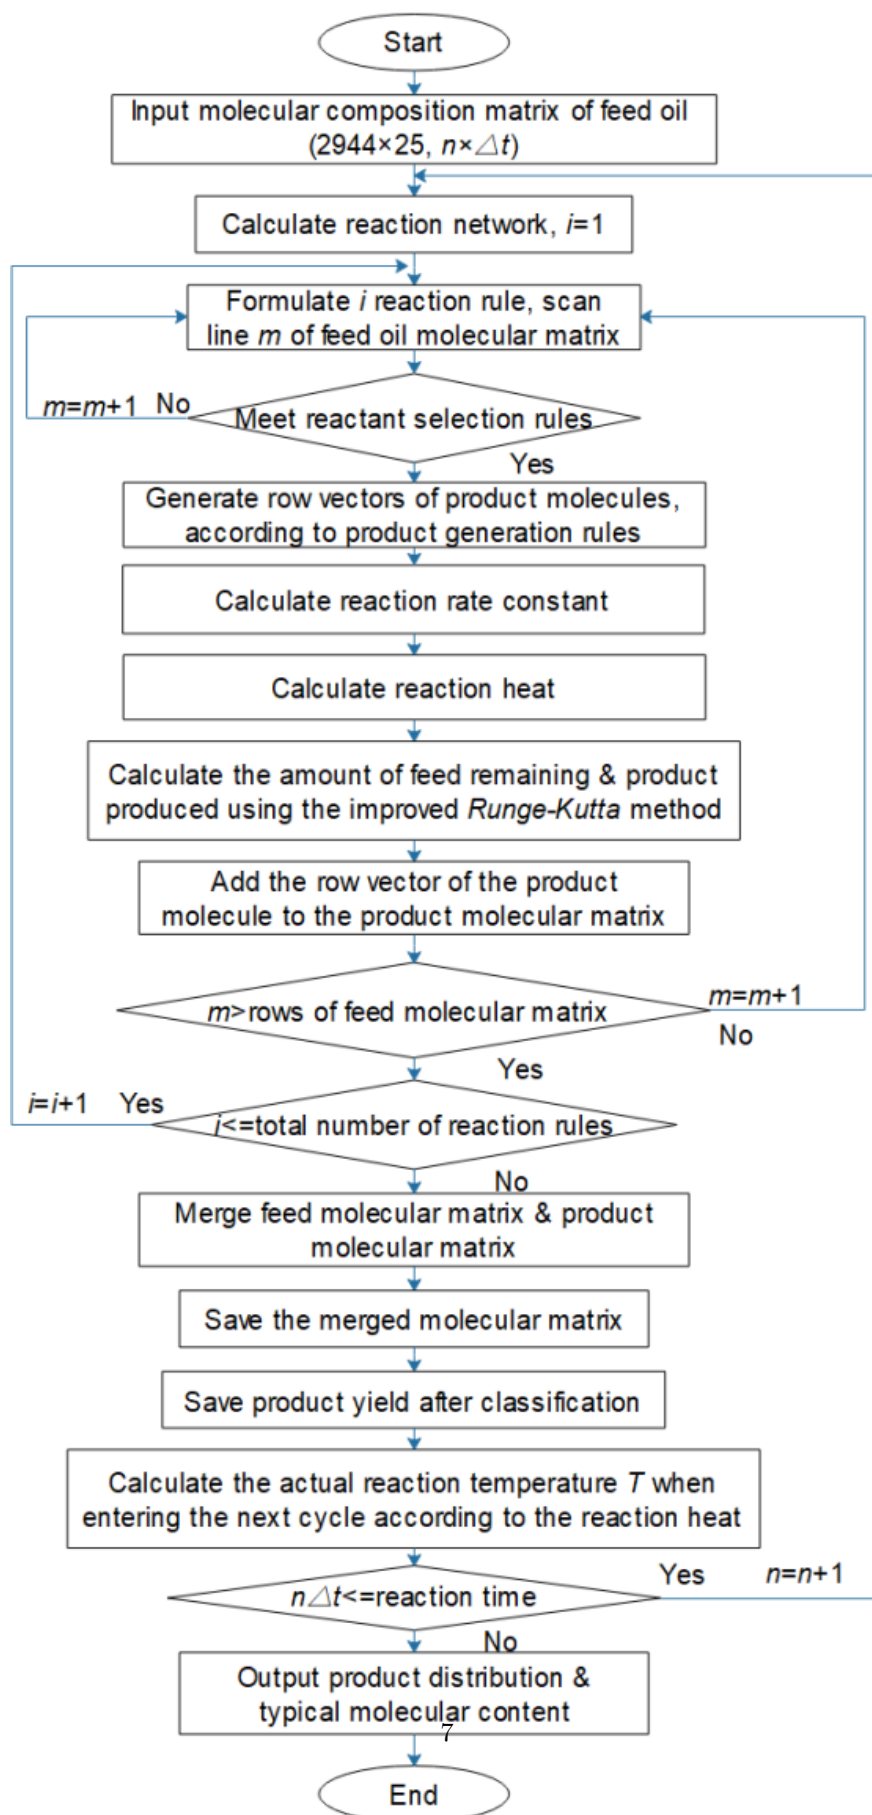 Start
Input molecular composition matrix of feed oil
(2944×25, n×△t)
Calculate reaction network, i=1
Formulate i reaction rule, scan
line m of feed oil molecular matrix
m=m+1 No
Meet reactant selection rules
Yes
Generate row vectors of product molecules,
according to product generation rules
Calculate reaction rate constant
Calculate reaction heat
Calculate the amount of feed remaining & product
produced using the improved Runge-Kutta method
Add the row vector of the product
molecule to the product molecular matrix
m>rows of feed molecular matrix
m=m+1
No
Yes
i=i+1 Yes
i<=total number of reaction rules
No
Merge feed molecular matrix & product
molecular matrix
Save the merged molecular matrix
Save product yield after classification
Calculate the actual reaction temperature T when
entering the next cycle according to the reaction heat
Yes n=n+1
n△t<=reaction time
No
Output product distribution &
typical molecular content
7
End